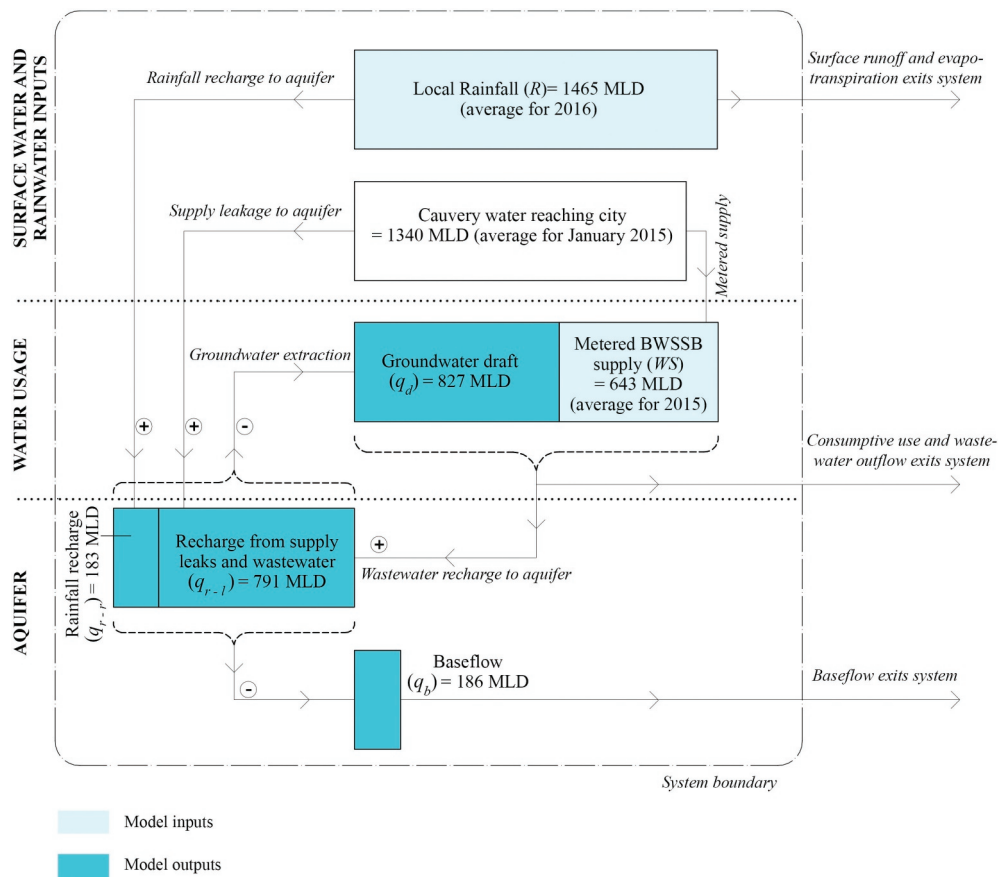 SURFACE WATER AND
RAINWATER INPUTS
Rainfall recharge to aquifer
Local Rainfall (R)= 1465 MLD
(average for 2016)
Surface runoff and evapo-
transpiration exits system
Supply leakage to aquifer
Cauvery water reaching city
= 1340 MLD (average for January 2015)
Metered supply
WATER USAGE
Groundwater extraction
Groundwater draft
(q_d) = 827 MLD
Metered BWSSB
supply (WS)
= 643 MLD
(average for 2015)
+
+
-
Consumptive use and waste-
water outflow exits system
AQUIFER
Rainfall recharge
(q_{r-r}) = 183 MLD
Recharge from supply
leaks and wastewater
(q_{r-l}) = 791 MLD
+
Wastewater recharge to aquifer
-
Baseflow
(q_b) = 186 MLD
Baseflow exits system
System boundary
Model inputs
Model outputs